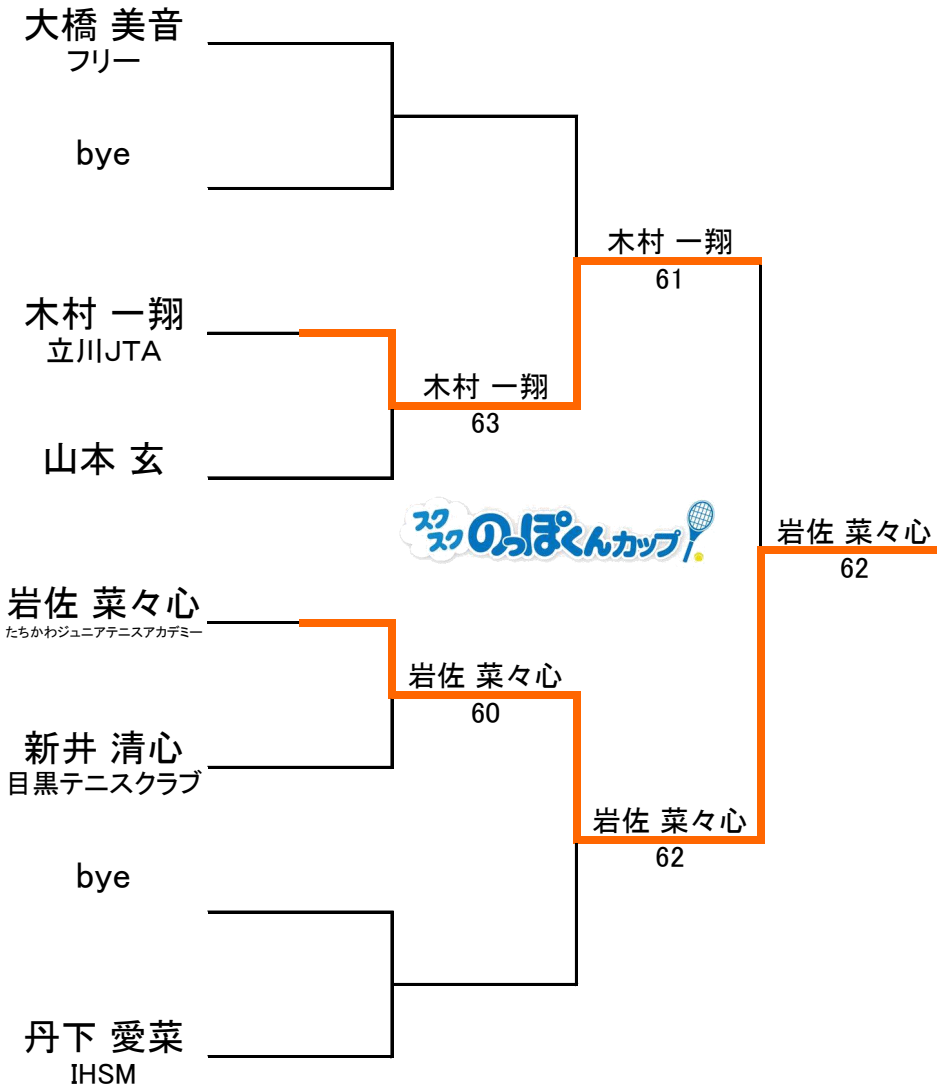 大橋 美音
フリー
bye
木村 一翔
61
木村 一翔
立川JTA
木村 一翔
63
山本 玄
スク
スク
のっぽくんカップ
岩佐 菜々心
62
岩佐 菜々心
たちかわジュニアテニスアカデミー
岩佐 菜々心
60
新井 清心
目黒テニスクラブ
岩佐 菜々心
62
bye
丹下 愛菜
IHSM